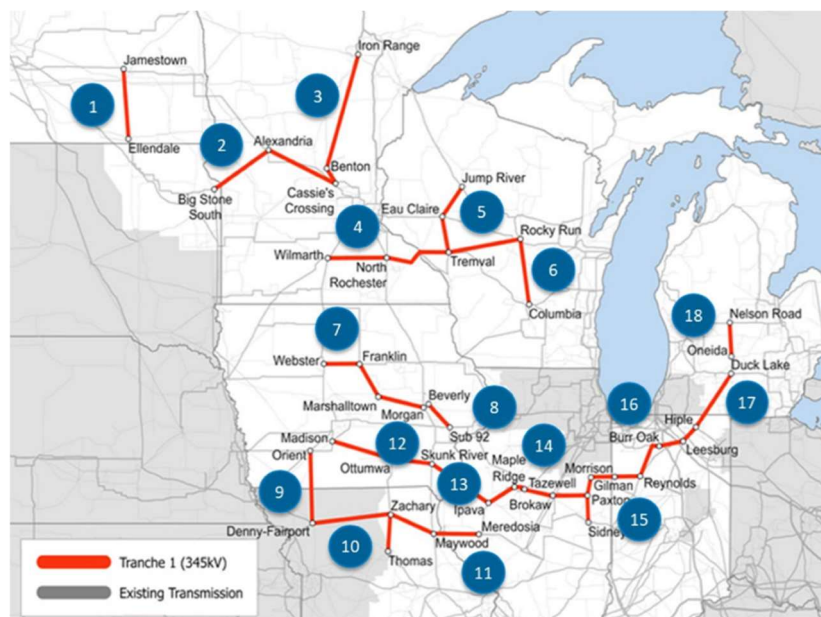 Iron Range
Jamestown
3
1
2
Alexandria
Ellendale
Benton
Jump River
Big Stone
South
Cassie's
Crossing
Eau Claire
5
4
Rocky Run
Wilmarth
North
Rochester
Tremval
6
Columbia
7
18
Nelson Road
Oneida
Webster
Franklin
Duck Lake
Beverly
Marshalltown
Morgan
8
16
17
Sub 92
Hiple
Madison
12
14
Burr Oak
Orient
Skunk River
Leesburg
Ottumwa
Maple
Ridge
Morrison
13
Tazewell
Gilman
Reynolds
9
Ipava
Brokaw
Paxton
Zachary
Denny-Fairport
Meredosia
Sidney
15
10
Maywood
Thomas
11
Tranche 1 (345kV)
Existing Transmission